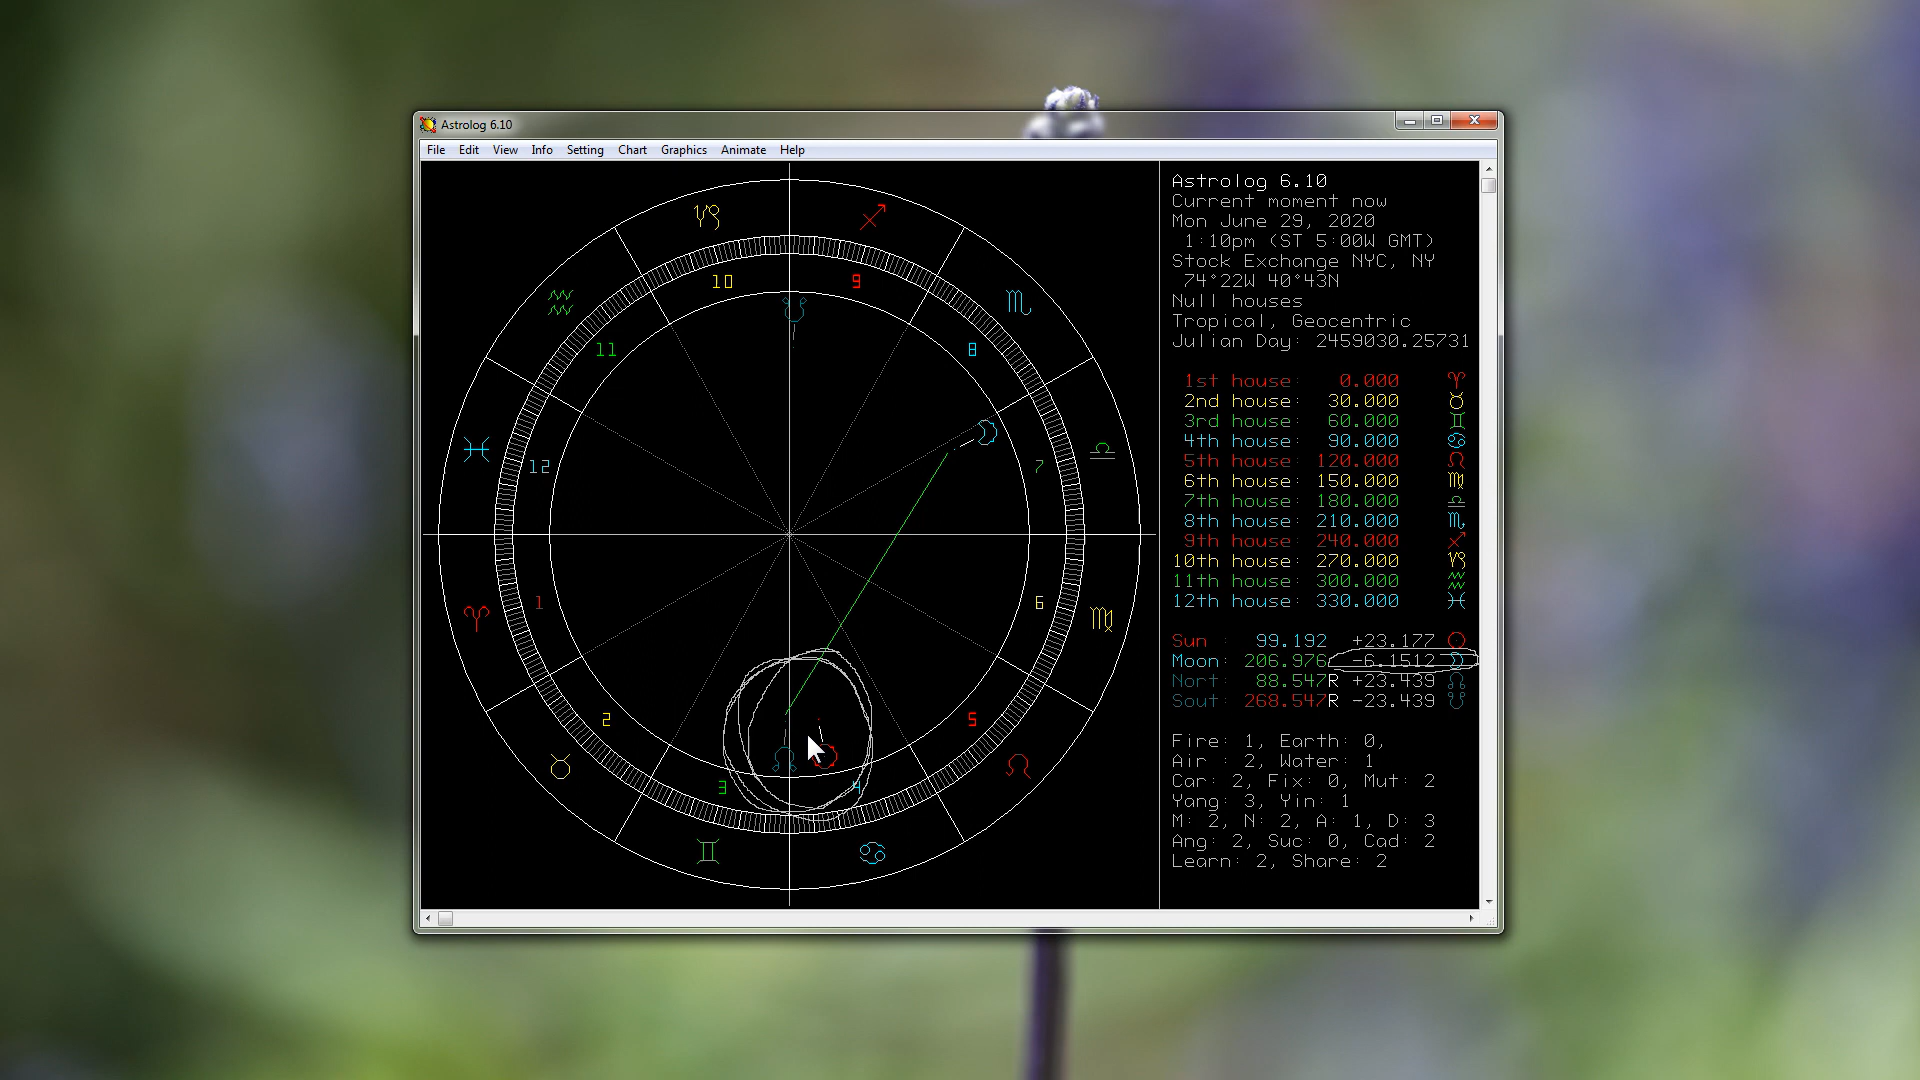 Astrolog 6.10
File Edit View Info Setting Chart Graphics Animate Help
10
9
11
8
12
7
1
6
2
5
3
4
Astrolog 6.10
Current moment now
Mon June 29, 2020
1:10pm (ST 5:00W GMT)
Stock Exchange NYC, NY
74°22W 40°43N
Null houses
Tropical, Geocentric
Julian Day: 2459030.25731
1st house: 0.000 ♈
2nd house: 30.000 ♉
3rd house: 60.000 ♊
4th house: 90.000 ♋
5th house: 120.000 ♌
6th house: 150.000 ♍
7th house: 180.000 ♎
8th house: 210.000 ♏
9th house: 240.000 ♐
10th house: 270.000 ♑
11th house: 300.000 ♒
12th house: 330.000 ♓
Sun : 99.192 +23.177 ☉
Moon: 206.976 -6.1512 ☽
Nort: 88.547R +23.439 ☊
Sout: 268.547R -23.439 ☋
Fire: 1, Earth: 0,
Air : 2, Water: 1
Car: 2, Fix: 0, Mut: 2
Yang: 3, Yin: 1
M: 2, N: 2, A: 1, D: 3
Ang: 2, Suc: 0, Cad: 2
Learn: 2, Share: 2